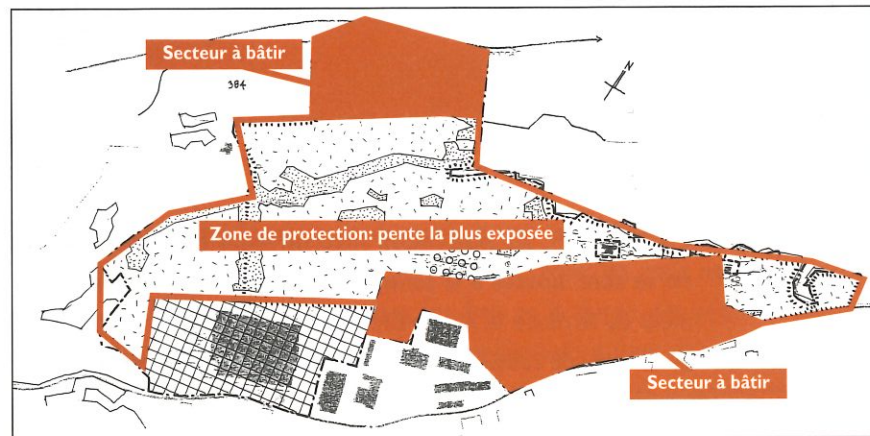 Secteur à bâtir
384
N
Zone de protection: pente la plus exposée
Secteur à bâtir